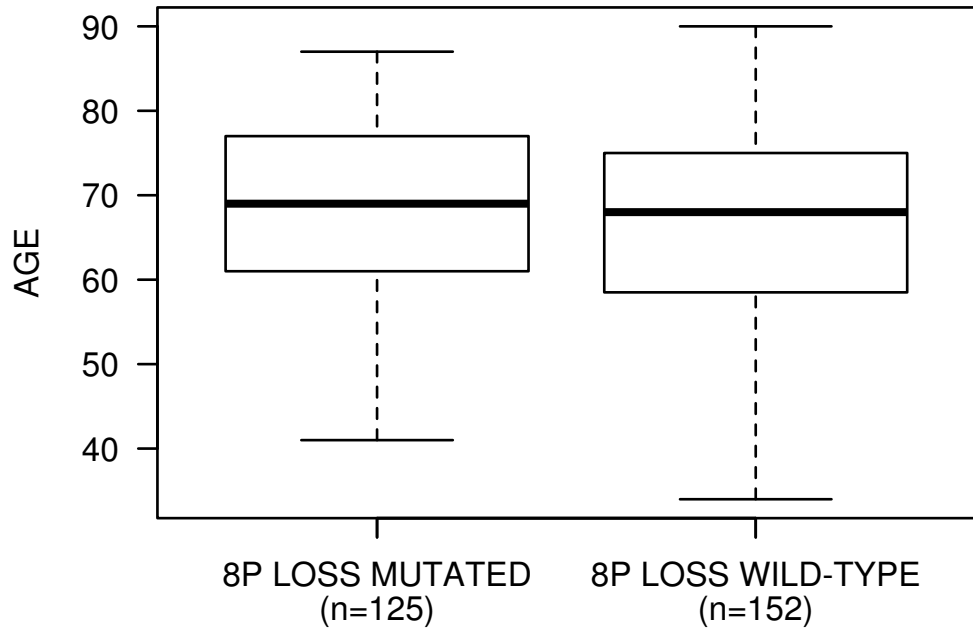 90
80
70
60
50
40
AGE
8P LOSS MUTATED
(n=125)
8P LOSS WILD-TYPE
(n=152)